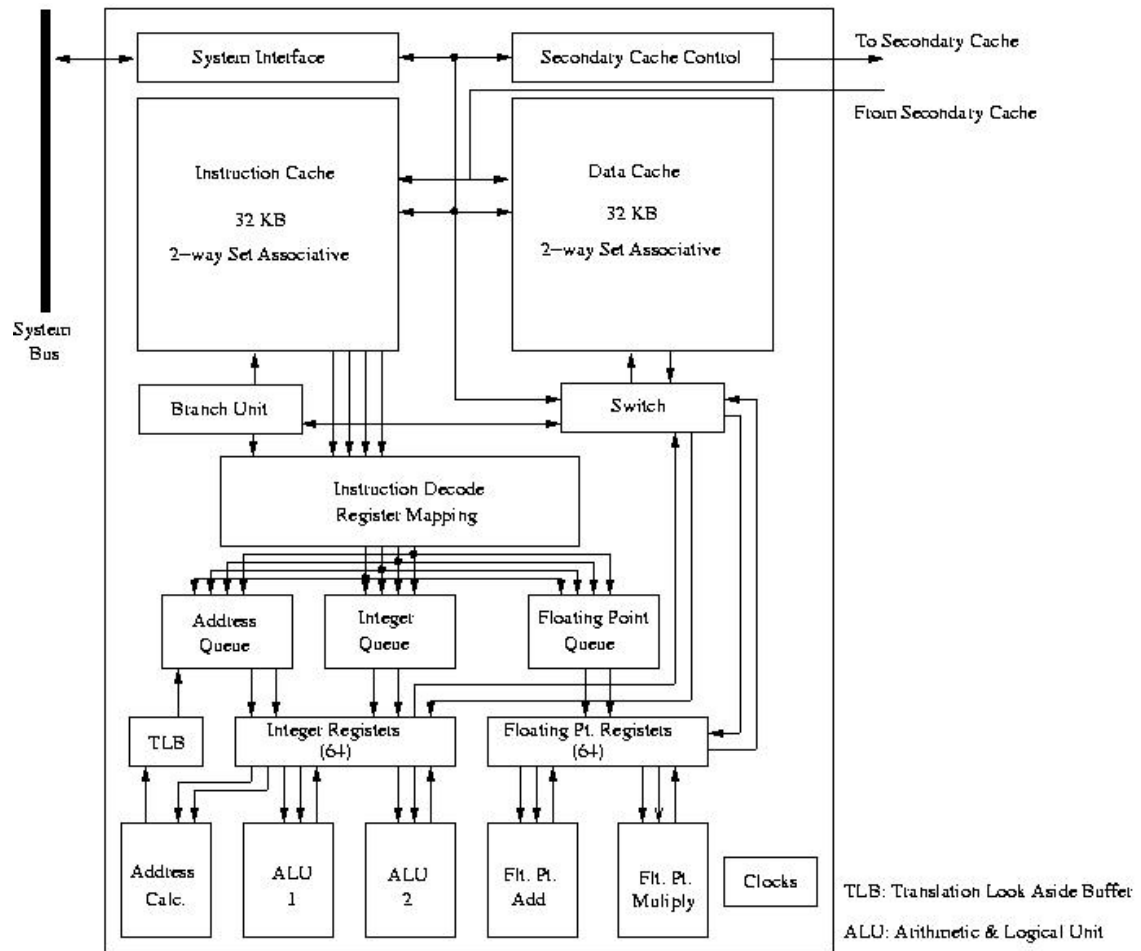 System Interface
Secondary Cache Control
To Secondary Cache
From Secondary Cache
Instruction Cache
32 KB
2-way Set Associative
Data Cache
32 KB
2-way Set Associative
System
Bus
Branch Unit
Switch
Instruction Decode
Register Mapping
Address
Queue
Integer
Queue
Floating Point
Queue
TLB
Integer Registers
(64)
Floating Pt. Registers
(64)
Address
Calc.
ALU
1
ALU
2
Flt. Pt.
Add
Flt. Pt.
Muliply
Clocks
TLB: Translation Look Aside Buffer
ALU: Arithmetic & Logical Unit